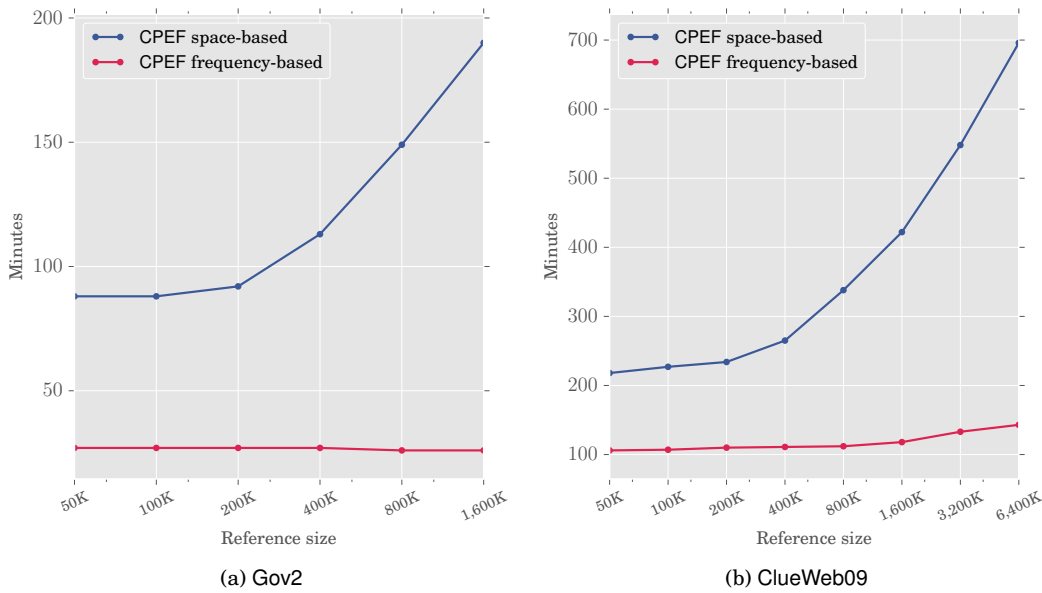 200
150
100
50
Minutes
CPEF space-based
CPEF frequency-based
50K
100K
200K
400K
800K
1,600K
Reference size
(a) Gov2
700
600
500
400
300
200
100
Minutes
CPEF space-based
CPEF frequency-based
50K
100K
200K
400K
800K
1,600K
3,200K
6,400K
Reference size
(b) ClueWeb09